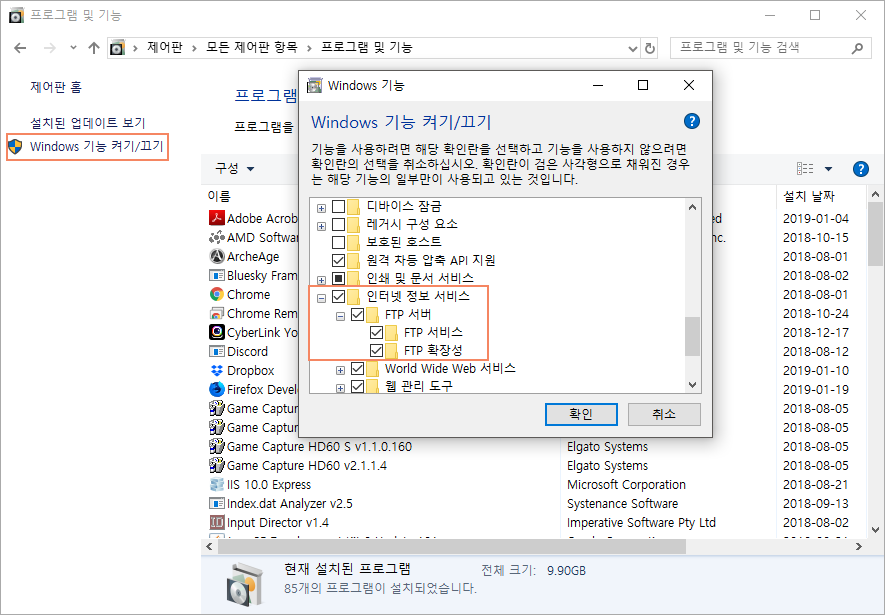 프로그램 및 기능
제어판 > 모든 제어판 항목 > 프로그램 및 기능
프로그램 및 기능 검색
제어판 홈
설치된 업데이트 보기
Windows 기능 켜기/끄기
프로그램
프로그램을
구성
이름
설치 날짜
Adobe Acrob
ed
2019-01-04
AMD Softwa
nc.
2018-10-15
ArcheAge
2018-08-01
Bluesky Fram
2018-08-02
Chrome
2018-08-01
Chrome Rem
2018-10-24
CyberLink Yo
2018-12-17
Discord
2018-08-12
Dropbox
2019-01-10
Firefox Devel
2019-01-19
Game Capture
2018-08-05
Game Capture
2018-08-05
Game Capture HD60 S v1.1.0.160
Elgato Systems
2018-08-05
Game Capture HD60 v2.1.1.4
Elgato Systems
2018-08-05
IIS 10.0 Express
Microsoft Corporation
2018-08-21
Index.dat Analyzer v2.5
Systenance Software
2018-09-13
Input Director v1.4
Imperative Software Pty Ltd
2018-08-02
현재 설치된 프로그램
전체 크기: 9.90GB
85개의 프로그램이 설치되었습니다.
Windows 기능
Windows 기능 켜기/끄기
기능을 사용하려면 해당 확인란을 선택하고 기능을 사용하지 않으려면
확인란의 선택을 취소하십시오. 확인란이 검은 사각형으로 채워진 경우
는 해당 기능의 일부만이 사용되고 있는 것입니다.
디바이스 잠금
레거시 구성 요소
보호된 호스트
원격 차등 압축 API 지원
인쇄 및 문서 서비스
인터넷 정보 서비스
FTP 서버
FTP 서비스
FTP 확장성
World Wide Web 서비스
웹 관리 도구
확인
취소